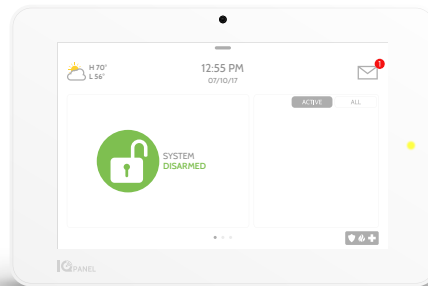 H 70°
L 56°
12:55 PM
07/10/17
1
ACTIVE
ALL
SYSTEM
DISARMED
IQ PANEL